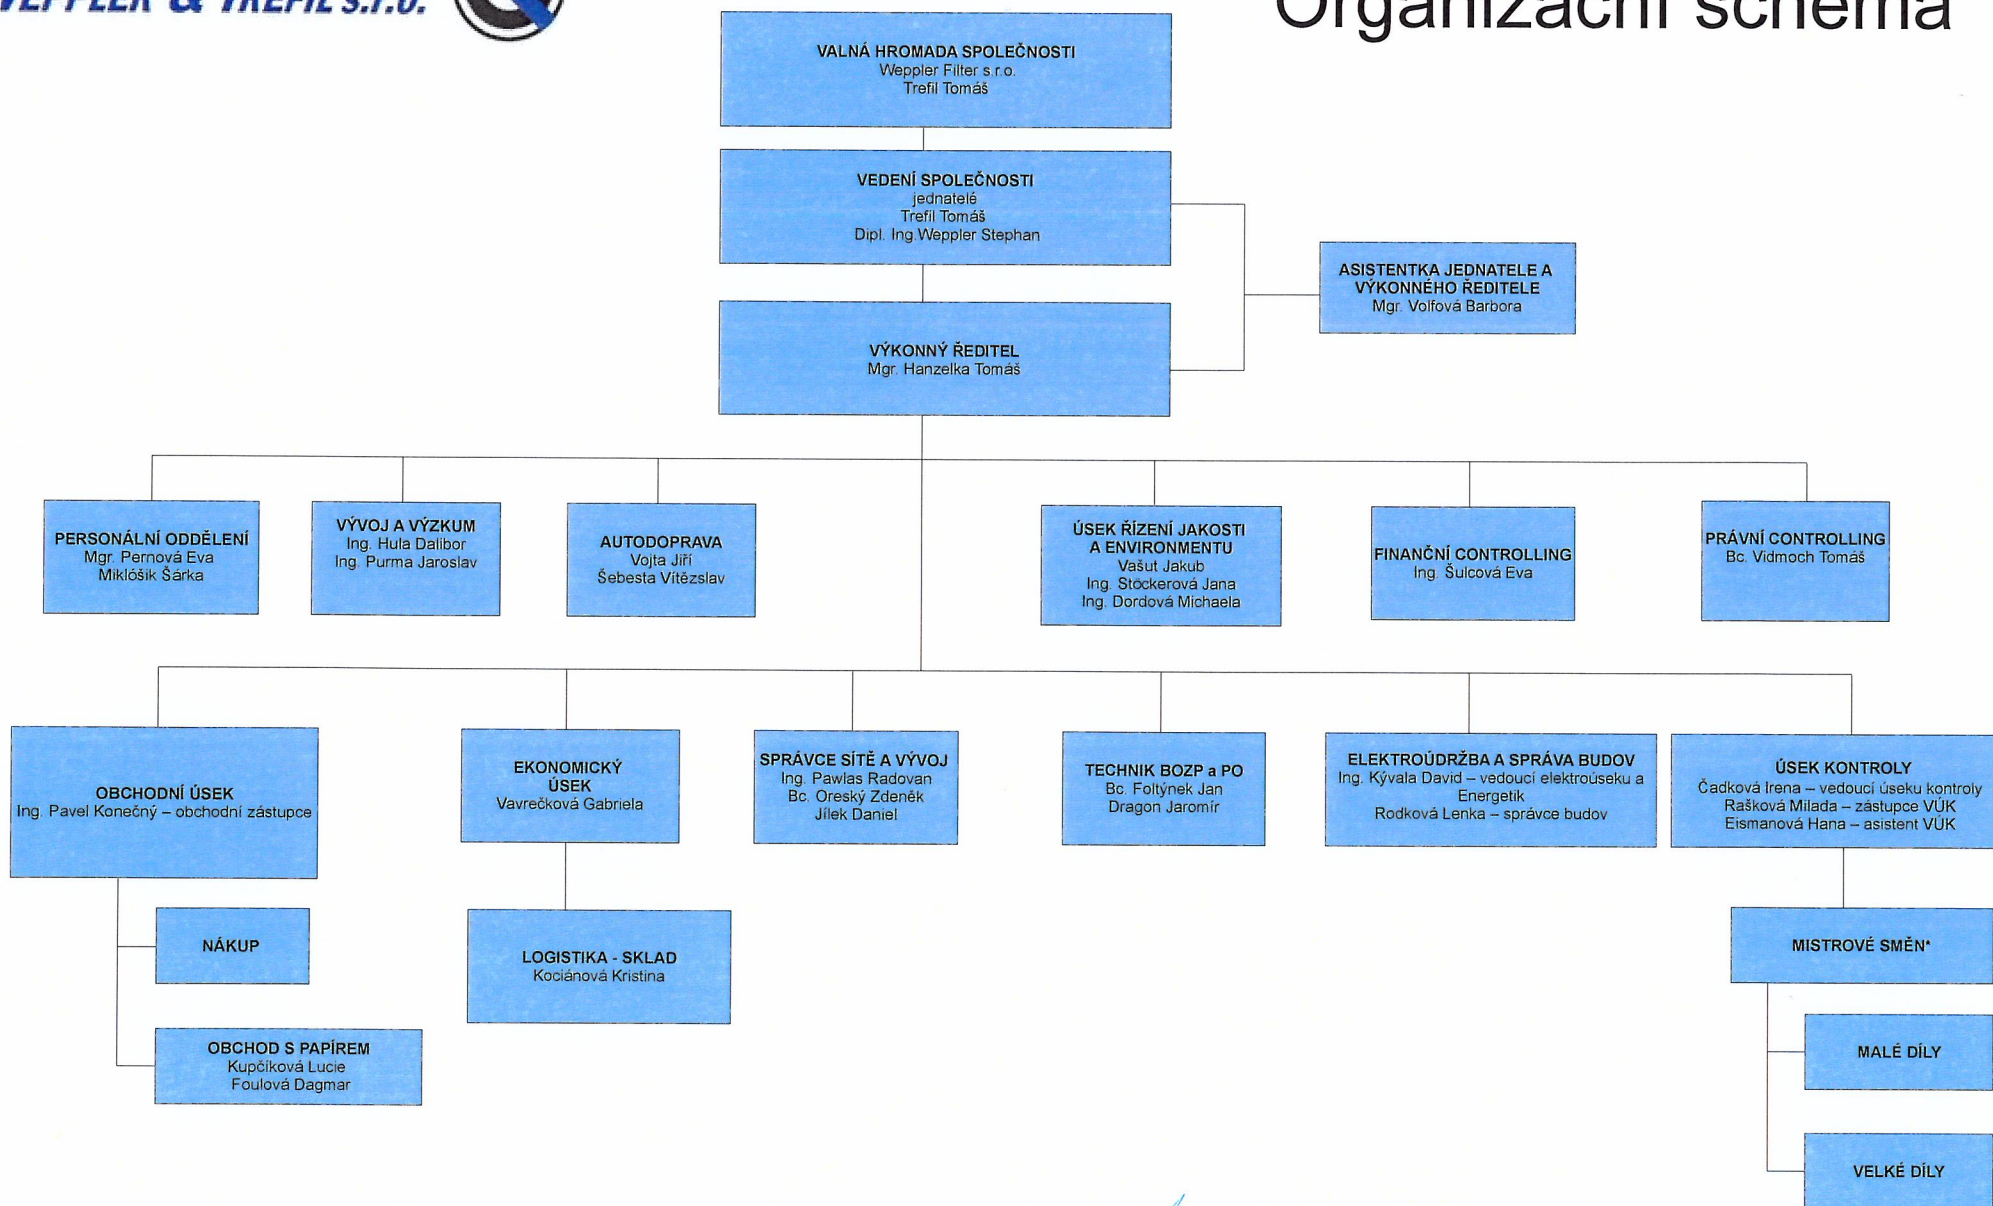 & TREFIL s.r.o.
Organizační schéma
VALNÁ HROMADA SPOLEČNOSTI
Weppler Filter s.r.o.
Trefil Tomáš
VEDENÍ SPOLEČNOSTI
jednatelé
Trefil Tomáš
Dipl. Ing.Weppler Stephan
ASISTENTKA JEDNATELE A
VÝKONNÉHO ŘEDITELE
Mgr. Volfová Barbora
VÝKONNÝ ŘEDITEL
Mgr. Hanzelka Tomáš
PERSONÁLNÍ ODDĚLENÍ
Mgr. Pernová Eva
Miklóšik Šárka
VÝVOJ A VÝZKUM
Ing. Hula Dalibor
Ing. Purma Jaroslav
AUTODOPRAVA
Vojta Jiří
Šebesta Vítězslav
ÚSEK ŘÍZENÍ JAKOSTI
A ENVIRONMENTU
Vašut Jakub
Ing. Stöckerová Jana
Ing. Dordová Michaela
FINANČNÍ CONTROLLING
Ing. Šulcová Eva
PRÁVNÍ CONTROLLING
Bc. Vidmoch Tomáš
OBCHODNÍ ÚSEK
Ing. Pavel Konečný – obchodní zástupce
EKONOMICKÝ
ÚSEK
Vavrečková Gabriela
SPRÁVCE SÍTĚ A VÝVOJ
Ing. Pawlas Radovan
Bc. Oreský Zdeněk
Jílek Daniel
TECHNIK BOZP a PO
Bc. Foltýnek Jan
Dragon Jaromír
ELEKTROÚDRŽBA A SPRÁVA BUDOV
Ing. Kývala David – vedoucí elektroúseku a
Energetik
Rodková Lenka – správce budov
ÚSEK KONTROLY
Čadková Irena – vedoucí úseku kontroly
Rašková Milada – zástupce VÚK
Eismanová Hana – asistent VÚK
NÁKUP
OBCHOD S PAPÍREM
Kupčíková Lucie
Foulová Dagmar
LOGISTIKA - SKLAD
Kociánová Kristina
MISTROVÉ SMĚN*
MALÉ DÍLY
VELKÉ DÍLY